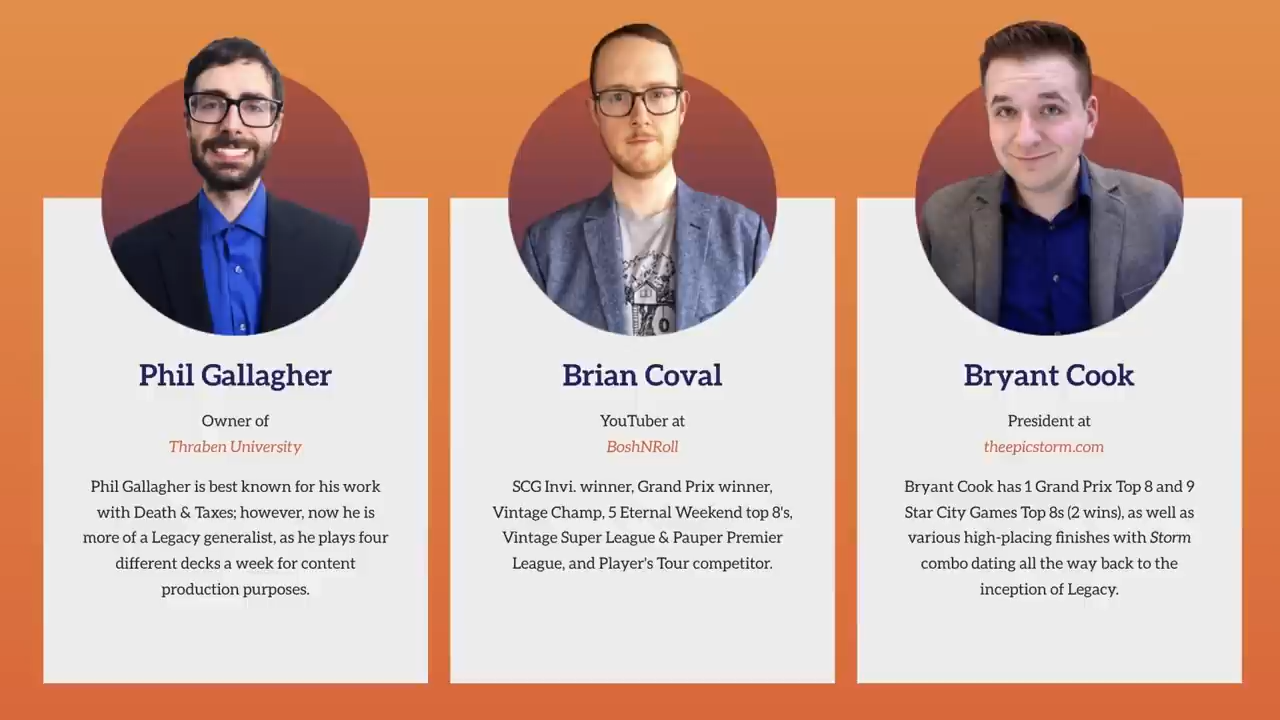 Phil Gallagher
Owner of
Thraben University
Phil Gallagher is best known for his work
with Death & Taxes; however, now he is
more of a Legacy generalist, as he plays four
different decks a week for content
production purposes.
Brian Coval
YouTuber at
BoshNRoll
SCG Invi. winner, Grand Prix winner,
Vintage Champ, 5 Eternal Weekend top 8's,
Vintage Super League & Pauper Premier
League, and Player's Tour competitor.
Bryant Cook
President at
theepicstorm.com
Bryant Cook has 1 Grand Prix Top 8 and 9
Star City Games Top 8s (2 wins), as well as
various high-placing finishes with Storm
combo dating all the way back to the
inception of Legacy.